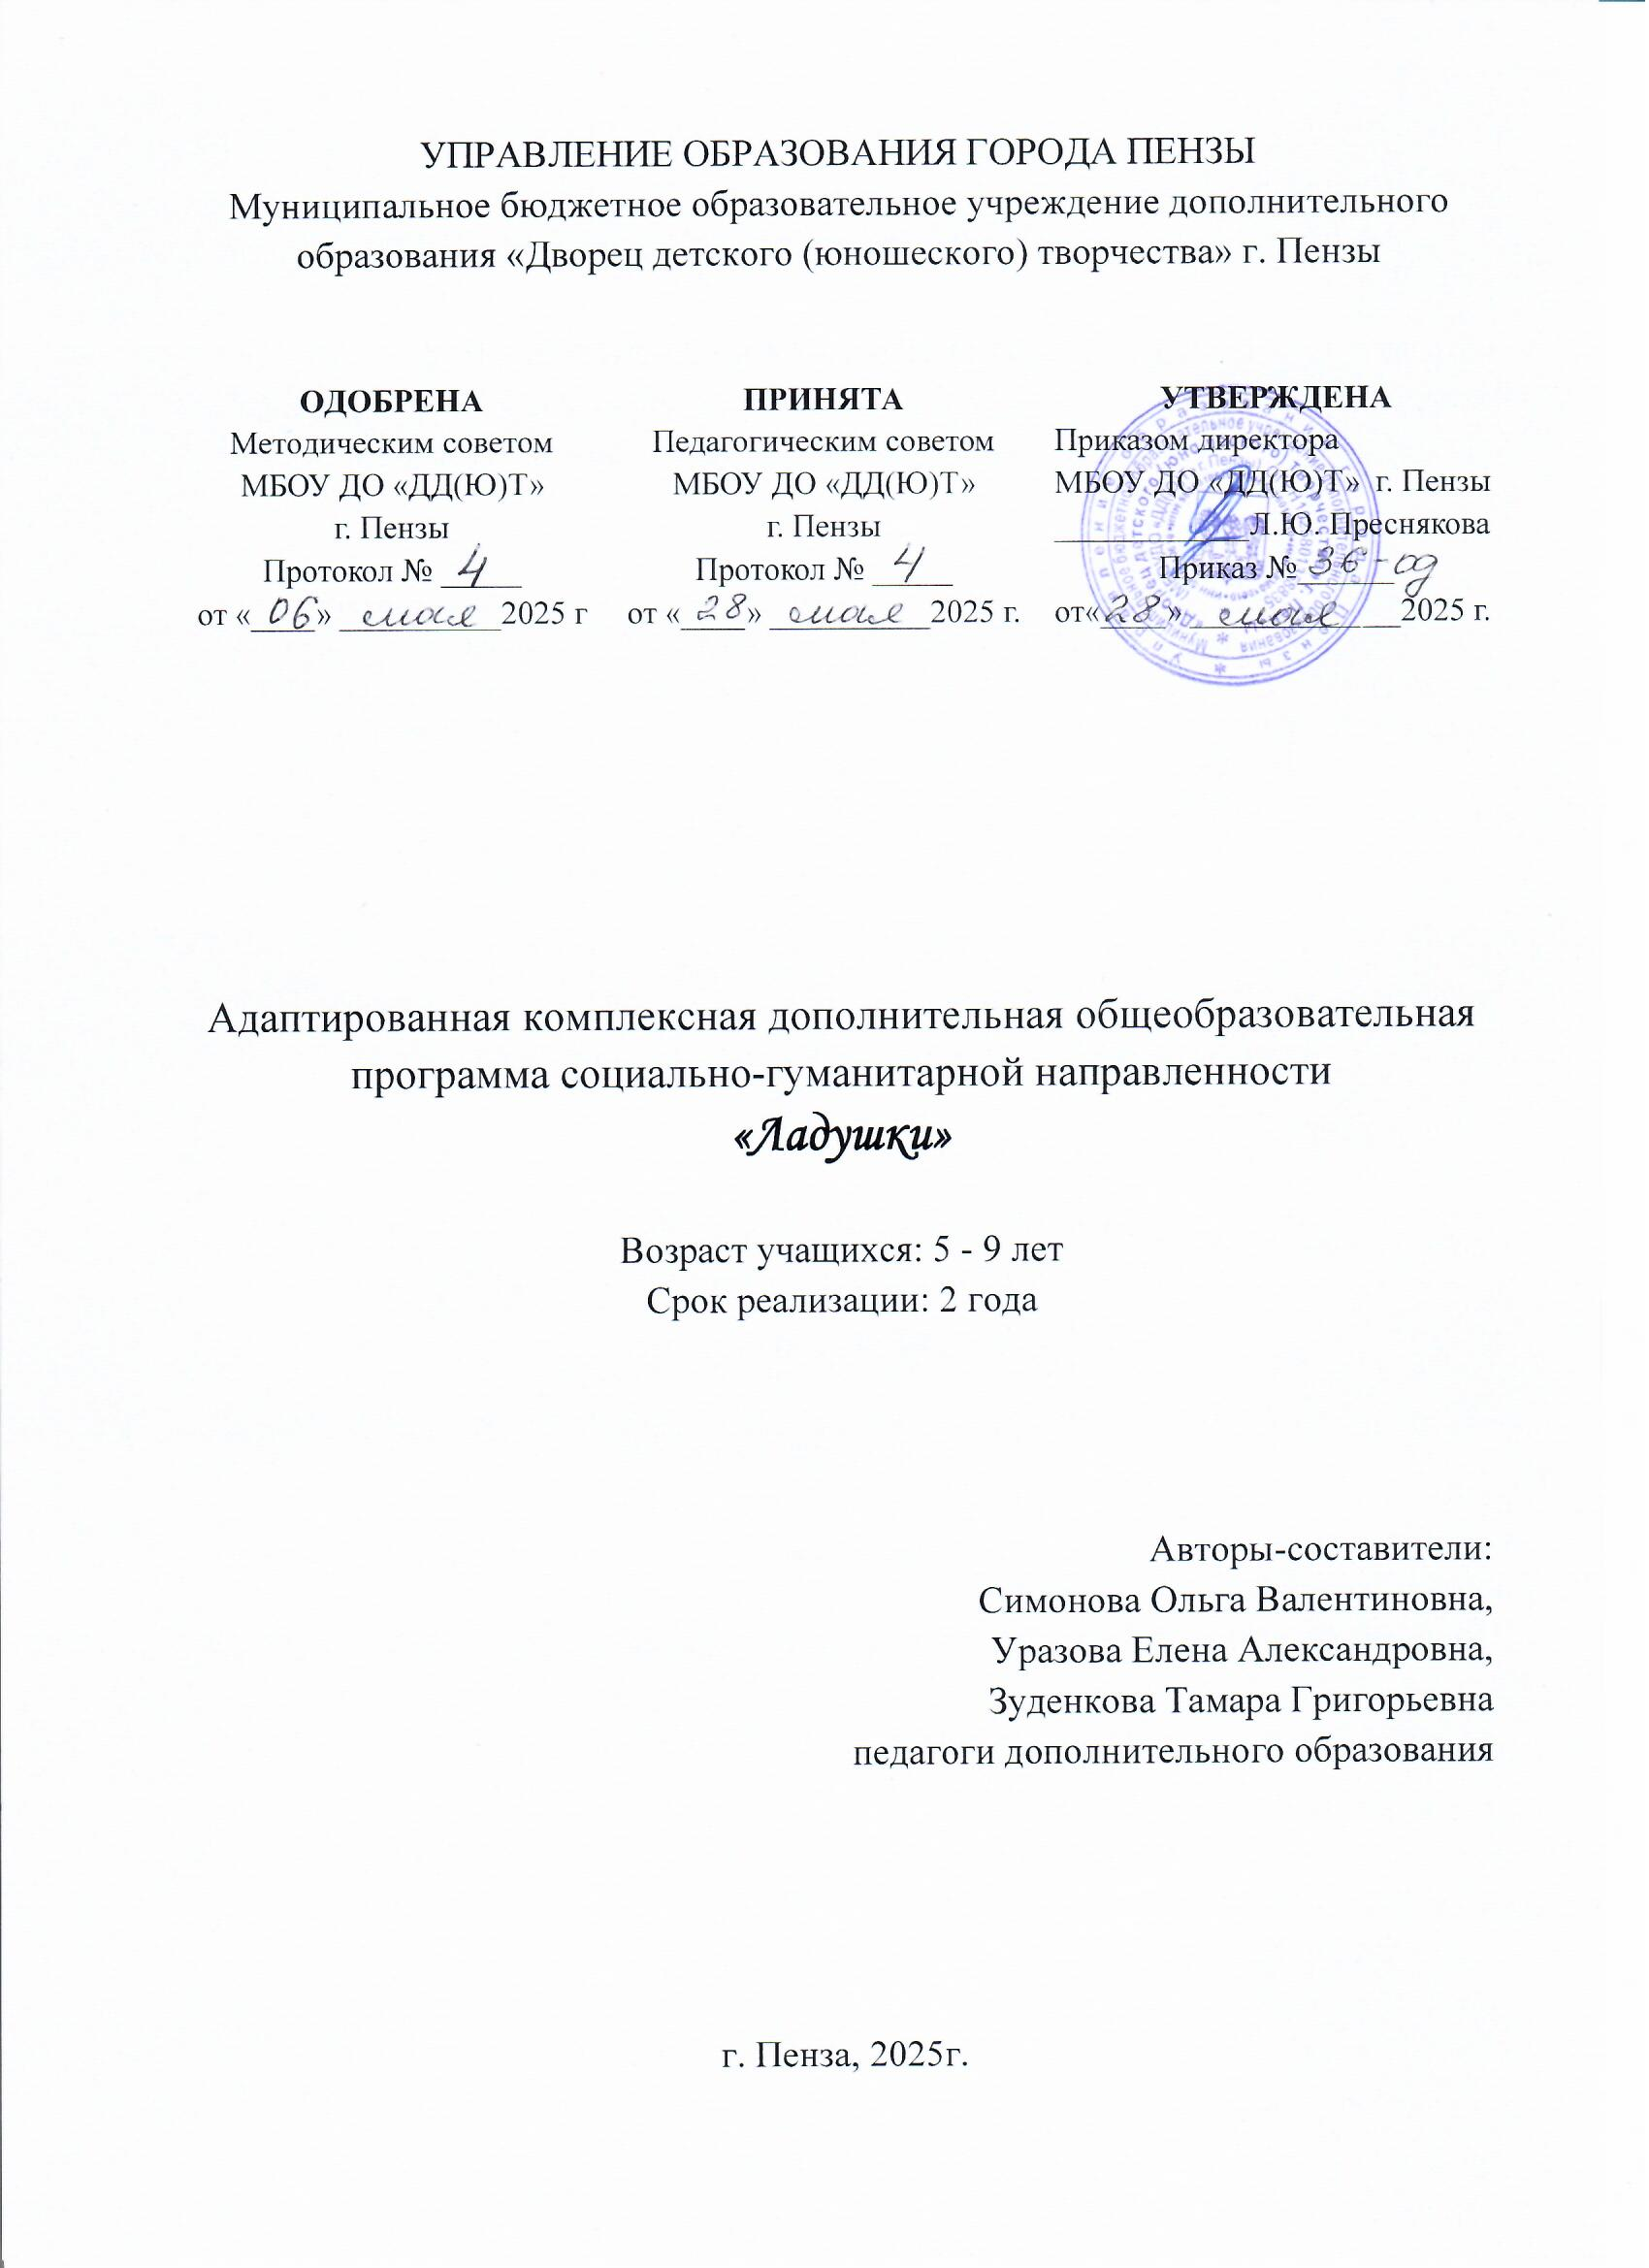 УПРАВЛЕНИЕ ОБРАЗОВАНИЯ ГОРОДА ПЕНЗЫ
Муниципальное бюджетное образовательное учреждение дополнительного
образования «Дворец детского (юношеского) творчества» г. Пензы
ОДОБРЕНА
Методическим советом
МБОУ ДО «ДД(Ю)Т»
г. Пензы
Протокол № 4
от «06» мая 2025 г
ПРИНЯТА
Педагогическим советом
МБОУ ДО «ДД(Ю)Т»
г. Пензы
Протокол № 4
от «28» мая 2025 г.
УТВЕРЖДЕНА
Приказом директора
МБОУ ДО «ДД(Ю)Т» г. Пензы
Л.Ю. Преснякова
Приказ № 36-од
от«28» мая 2025 г.
Адаптированная комплексная дополнительная общеобразовательная
программа социально-гуманитарной направленности
«Ладушки»
Возраст учащихся: 5 - 9 лет
Срок реализации: 2 года
Авторы-составители:
Симонова Ольга Валентиновна,
Уразова Елена Александровна,
Зуденкова Тамара Григорьевна
педагоги дополнительного образования
г. Пенза, 2025г.